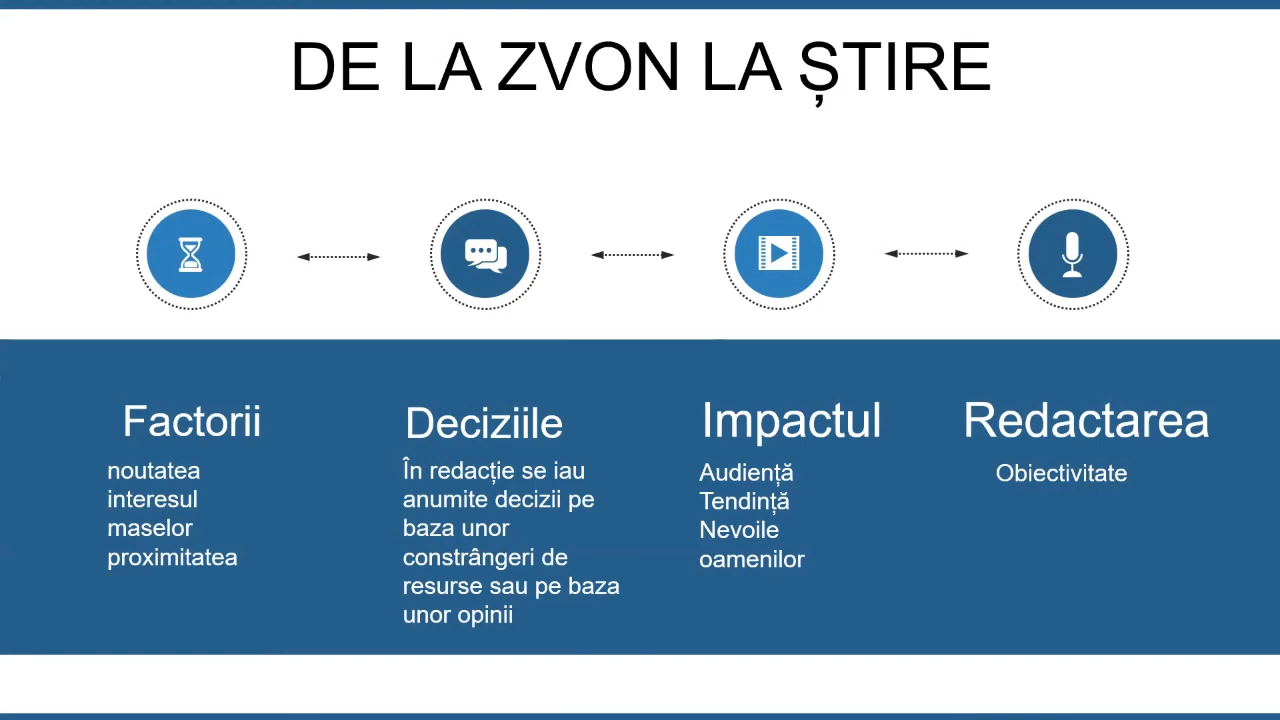 DE LA ZVON LA ȘTIRE
Factorii
noutatea
interesul
maselor
proximitatea
Deciziile
În redacție se iau
anumite decizii pe
baza unor
constrângeri de
resurse sau pe baza
unor opinii
Impactul
Audiență
Tendință
Nevoile
oamenilor
Redactarea
Obiectivitate